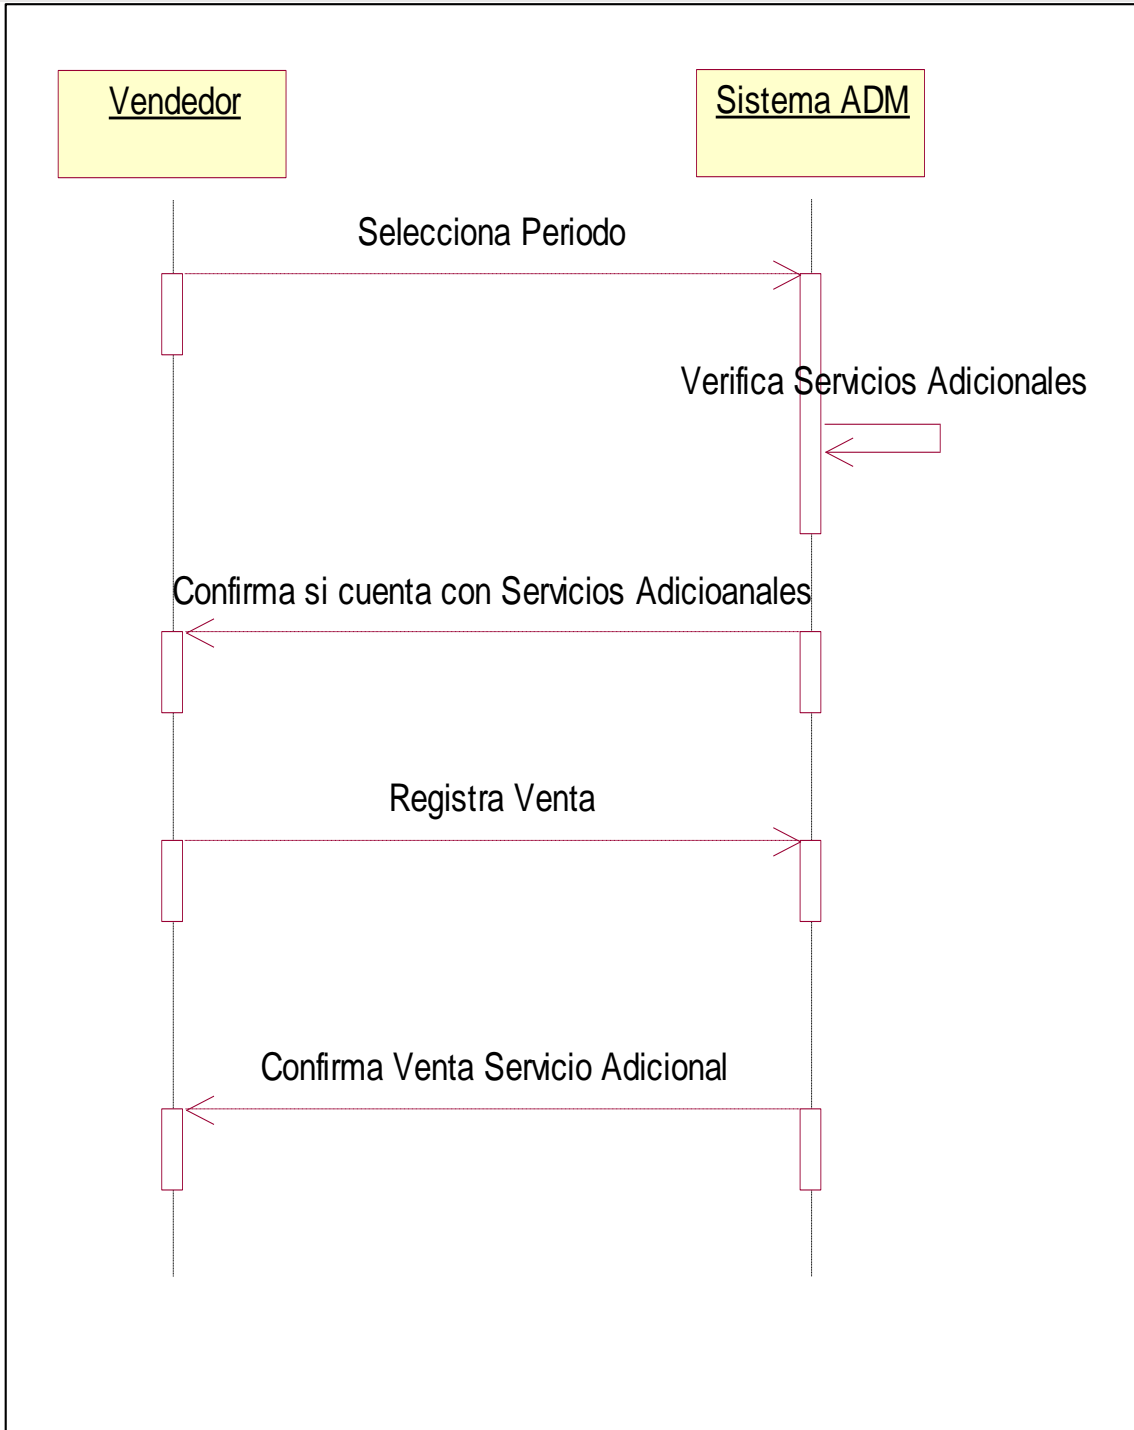 Vendedor
Sistema ADM
Selecciona Periodo
Verifica Servicios Adicionales
Confirma si cuenta con Servicios Adicioanales
Registra Venta
Confirma Venta Servicio Adicional